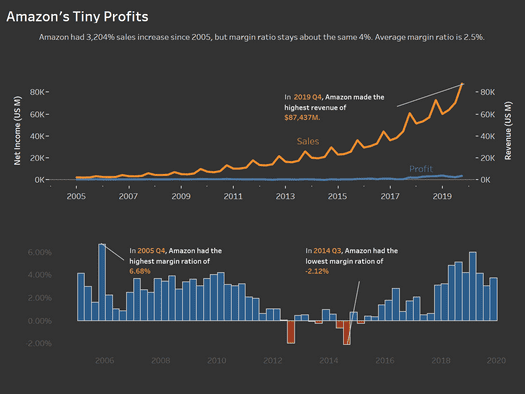 Amazon's Tiny Profits
Amazon had 3,204% sales increase since 2005, but margin ratio stays about the same 4%. Average margin ratio is 2.5%.
In 2019 Q4, Amazon made the
highest revenue of
$87,437M.
Net Income (US M)
80K
60K
40K
20K
0K
Sales
Profit
80K
60K
40K
20K
0K
Revenue (US M)
2005
2007
2009
2011
2013
2015
2017
2019
In 2005 Q4, Amazon had the
highest margin ration of
6.68%
In 2014 Q3, Amazon had the
lowest margin ration of
-2.12%
6.00%
4.00%
2.00%
0.00%
-2.00%
2006
2008
2010
2012
2014
2016
2018
2020